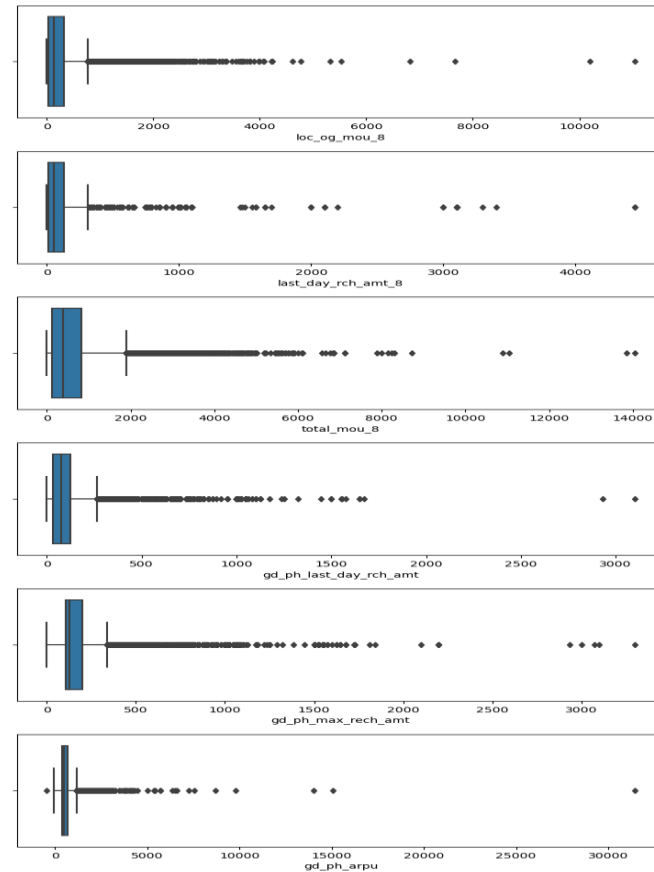 0 2000 4000 6000 8000 10000
loc_og_mou_8
0 1000 2000 3000 4000
last_day_rch_amt_8
0 2000 4000 6000 8000 10000 12000 14000
total_mou_8
0 500 1000 1500 2000 2500 3000
gd_ph_last_day_rch_amt
0 500 1000 1500 2000 2500 3000
gd_ph_max_rech_amt
0 5000 10000 15000 20000 25000 30000
gd_ph_arpu